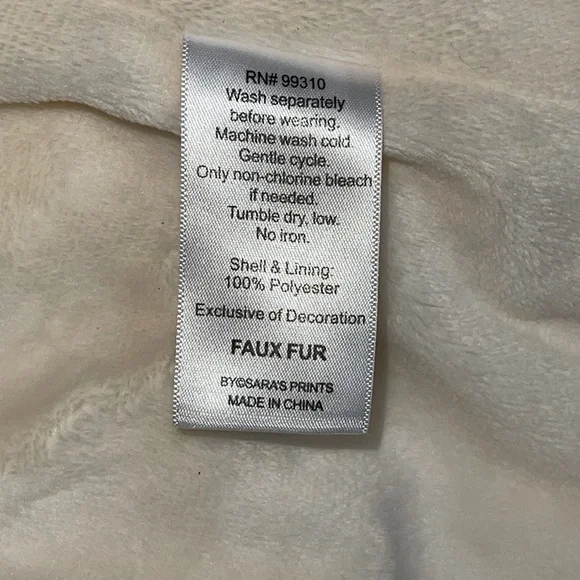 RN# 99310
Wash separately
before wearing.
Machine wash cold.
Gentle cycle.
Only non-chlorine bleach
if needed.
Tumble dry, low.
No iron.
Shell & Lining:
100% Polyester
Exclusive of Decoration
FAUX FUR
BY©SARA'S PRINTS
MADE IN CHINA